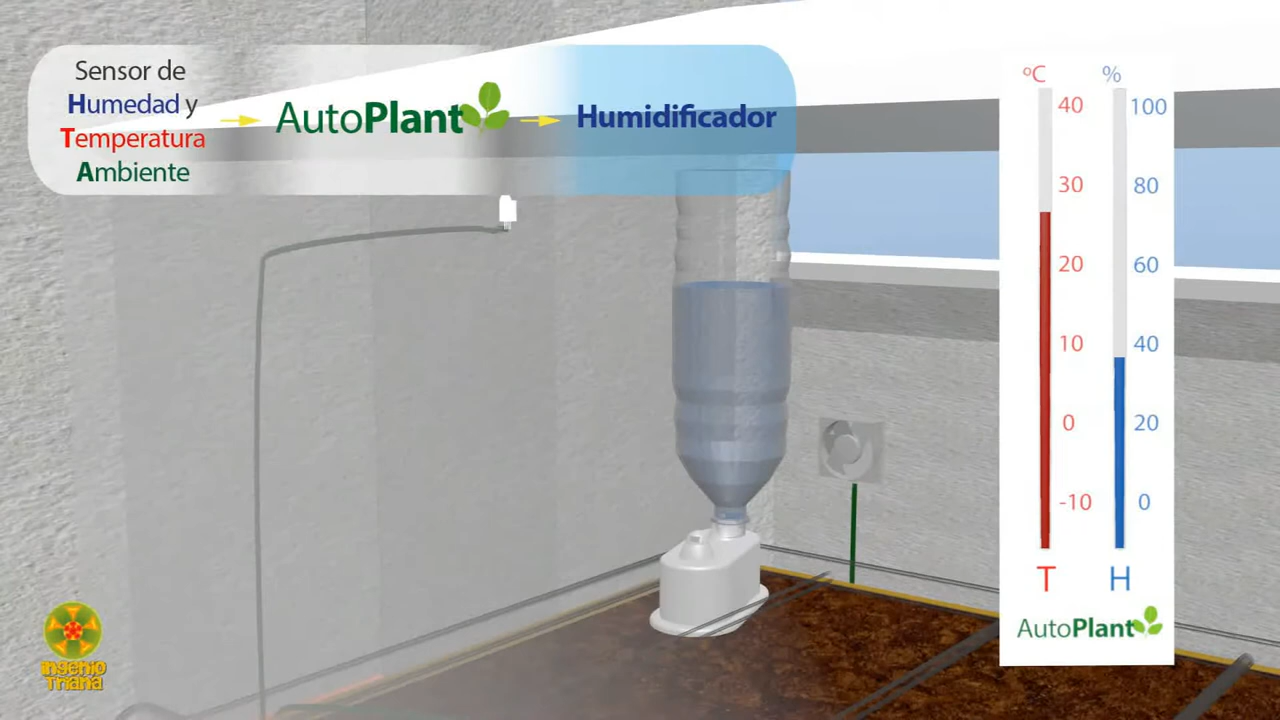 Sensor de
Humedad y
Temperatura
Ambiente
AutoPlant
Humidificador
ºC %
40 100
30 80
20 60
10 40
0 20
-10 0
T H
AutoPlant
ingenio
Triana